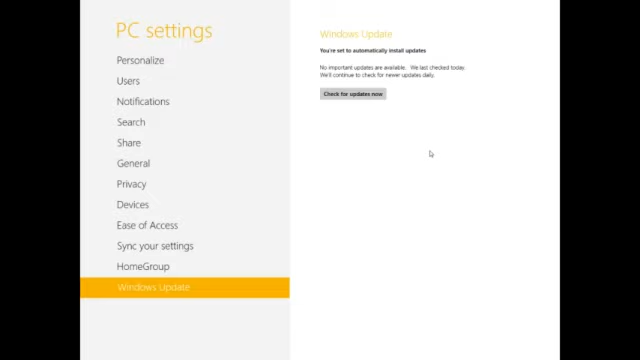 PC settings
Personalize
Users
Notifications
Search
Share
General
Privacy
Devices
Ease of Access
Sync your settings
HomeGroup
Windows Update
Windows Update
You're set to automatically install updates
No important updates are available. We last checked today.
We'll continue to check for newer updates daily.
Check for updates now